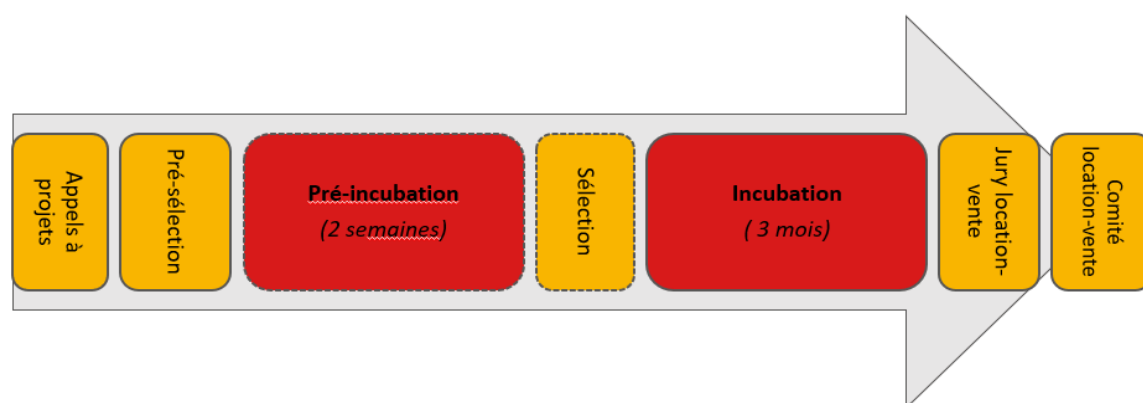 Appels à
projets
Pré-sélection
Pré-incubation
(2 semaines)
Sélection
Incubation
( 3 mois)
Jury location-
vente
Comité
location-vente